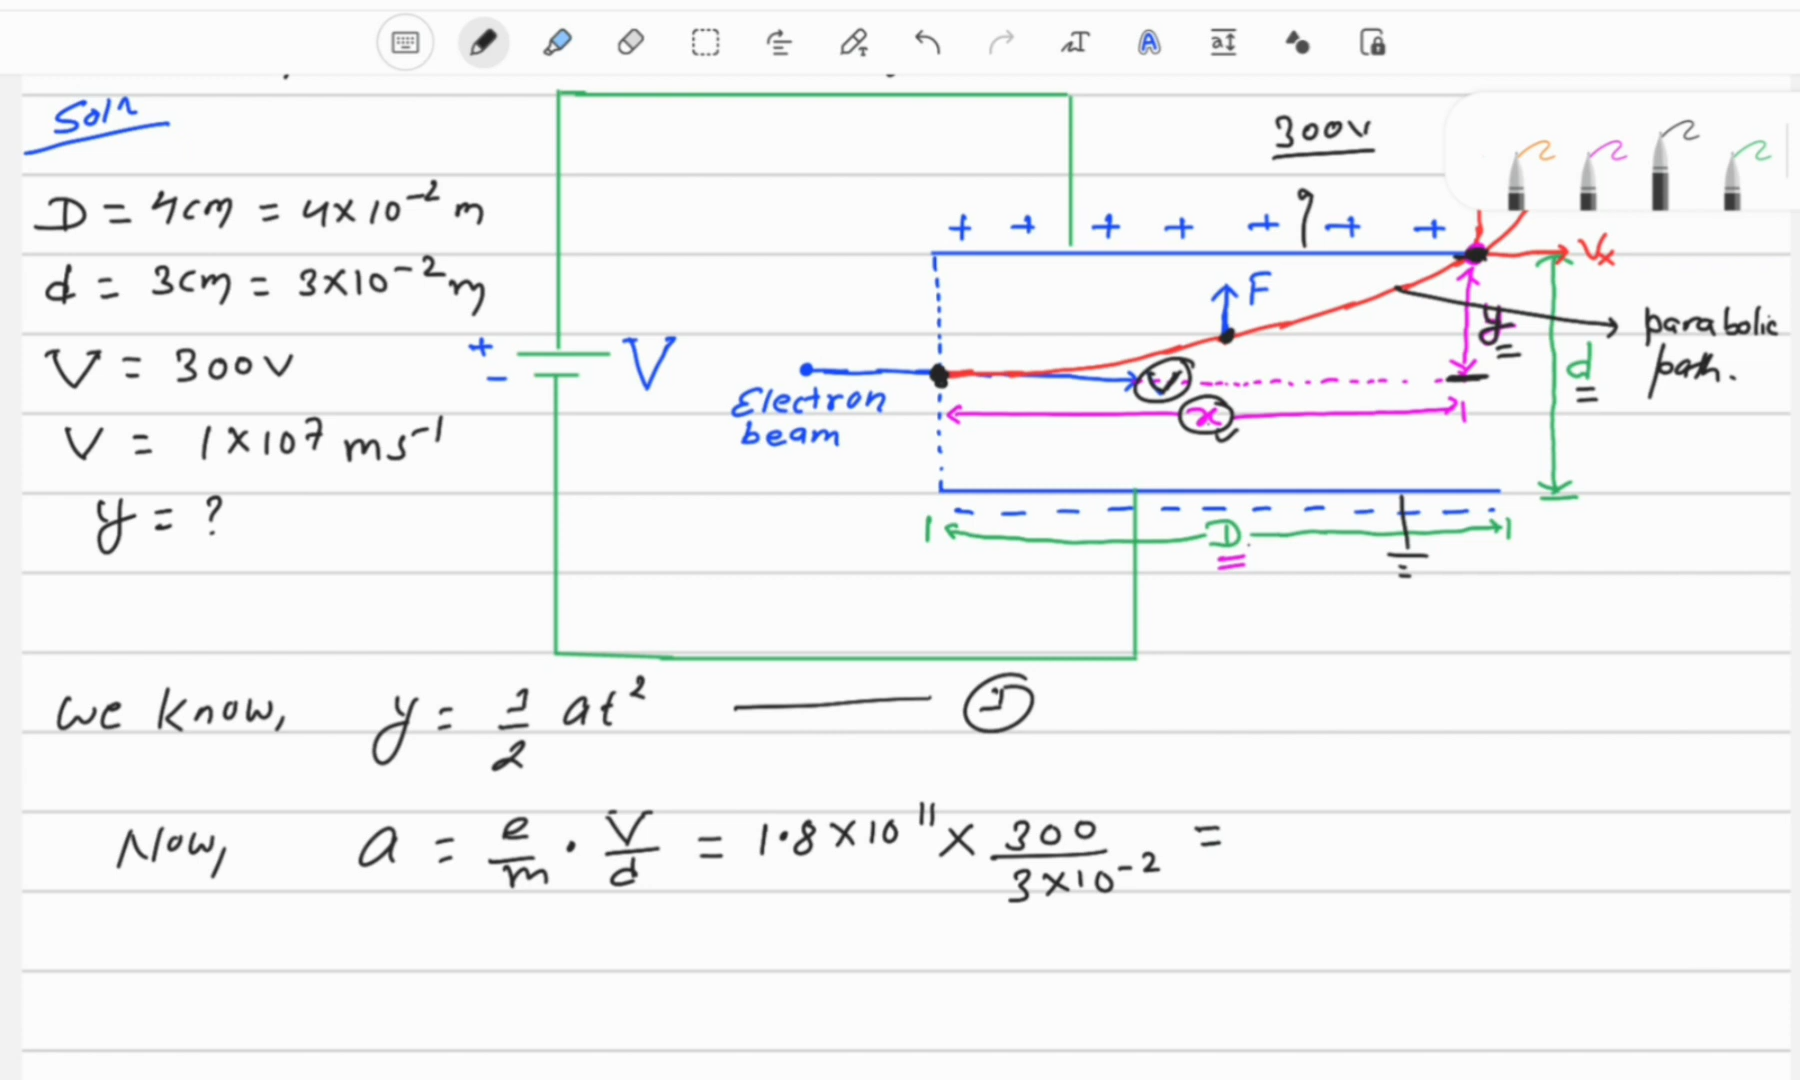 Soln
D = 4cm = 4×10⁻² m
d = 3cm = 3×10⁻² m
V = 300V
v = 1×10⁷ ms⁻¹
y = ?
+
−
V
300V
+ + + + + + +
F
Vx
y
d
parabolic
path.
Electron
beam
v
x
− − − − − − − − − − −
D
We know, y = 1/2 at² —— ①
Now, a = e/m · V/d = 1.8×10¹¹ × 300/3×10⁻² =